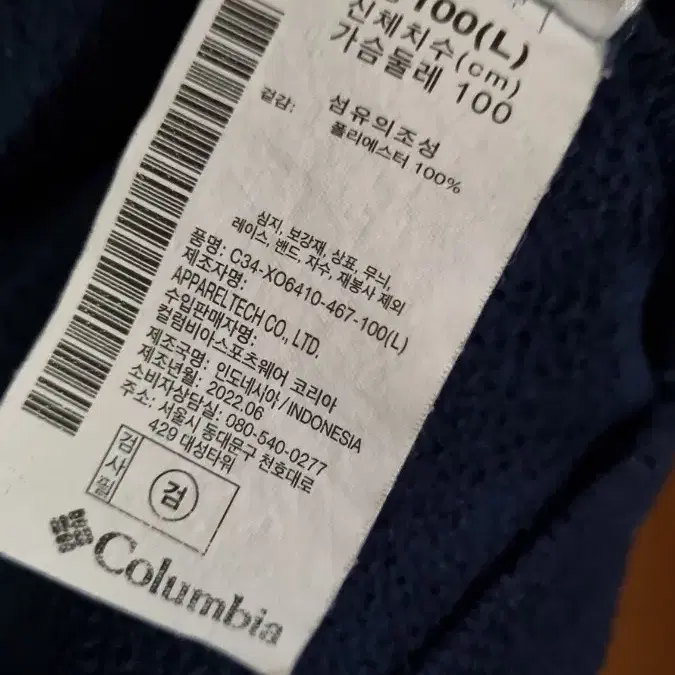 100(L)
신체치수(cm)
가슴둘레 100
섬유의조성
겉감: 폴리에스터 100%
심지, 보강재, 상표, 무늬,
레이스, 밴드, 자수, 재봉사 제외
품명: C34-XO6410-467-100(L)
제조자명:
APPAREL TECH CO., LTD.
수입판매자명:
컬럼비아스포츠웨어 코리아
제조국명: 인도네시아/INDONESIA
제조년월: 2022.06
소비자상담실: 080-540-0277
주소: 서울시 동대문구 천호대로
429 대성타워
검사필
검
Columbia